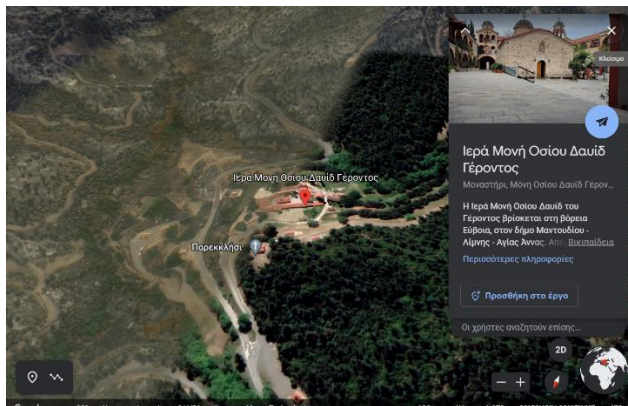 Κλείσιμο
Ιερά Μονή Οσίου Δαυίδ
Γέροντος
Μοναστήρι, Μονή Οσίου Δαυίδ Γέρον...
Η Ιερά Μονή Οσίου Δαυίδ του
Γέροντος βρίσκεται στη βόρεια
Εύβοια, στον δήμο Μαντουδίου -
Λίμνης - Αγίας Άννας. Από Βικιπαίδεια
Περισσότερες πληροφορίες
Προσθήκη στο έργο
Οι χρήστες αναζητούν επίσης...
Ιερά Μονή Οσίου Δαυίδ Γέροντος
Παρεκκλήσι
2D